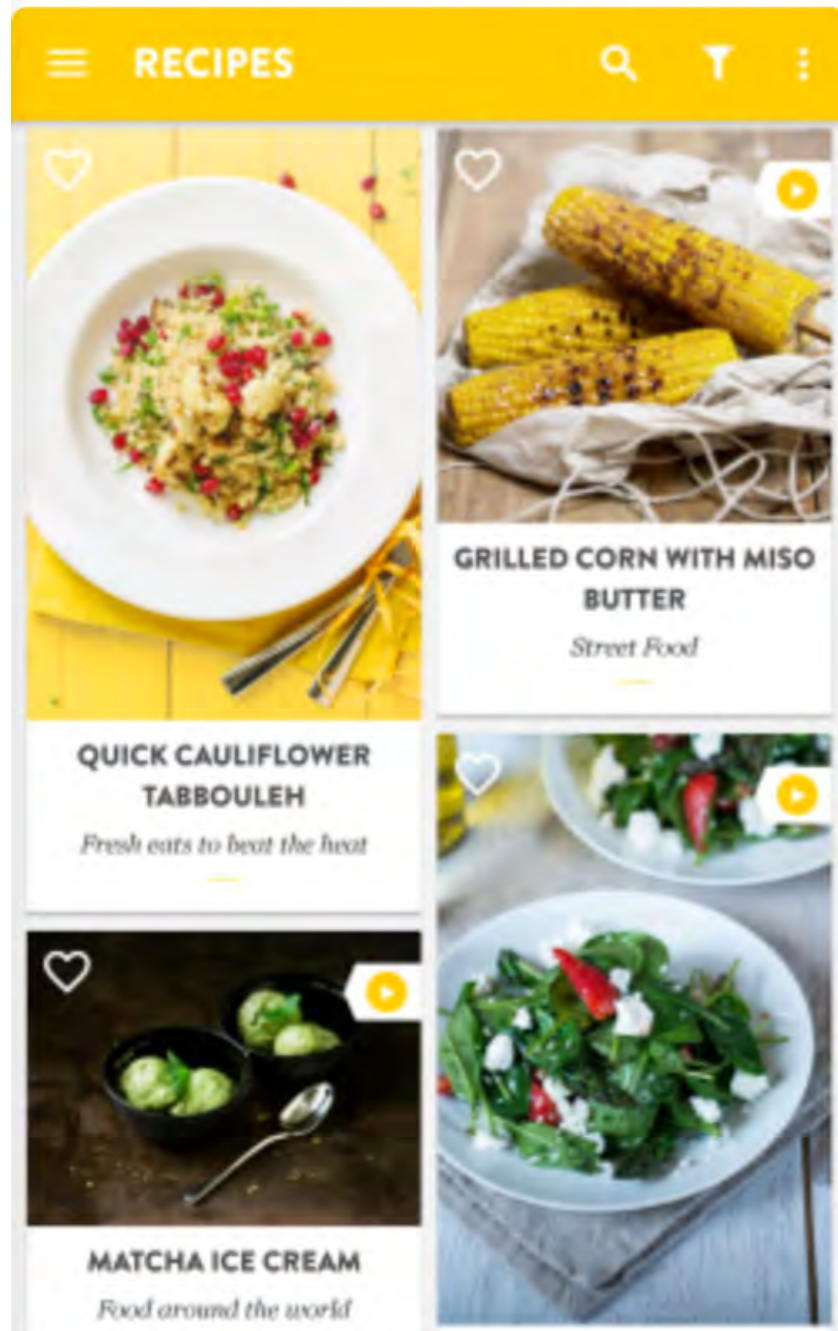 RECIPES
QUICK CAULIFLOWER
TABBOULEH
Fresh eats to beat the heat
GRILLED CORN WITH MISO
BUTTER
Street Food
MATCHA ICE CREAM
Food around the world